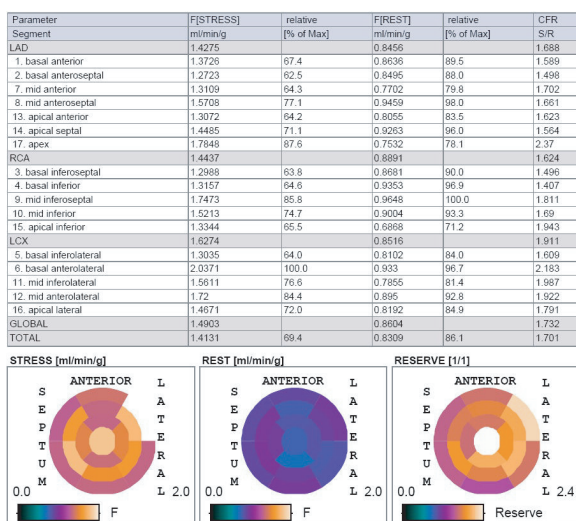 Parameter F[STRESS] relative F[REST] relative CFR
Segment ml/min/g [% of Max] ml/min/g [% of Max] S/R
LAD 1.4275 0.8456 1.688
1. basal anterior 1.3726 67.4 0.8636 89.5 1.589
2. basal anteroseptal 1.2723 62.5 0.8495 88.0 1.498
7. mid anterior 1.3109 64.3 0.7702 79.8 1.702
8. mid anteroseptal 1.5708 77.1 0.9459 98.0 1.661
13. apical anterior 1.3072 64.2 0.8055 83.5 1.623
14. apical septal 1.4485 71.1 0.9263 96.0 1.564
17. apex 1.7848 87.6 0.7532 78.1 2.37
RCA 1.4437 0.8891 1.624
3. basal inferoseptal 1.2988 63.8 0.8681 90.0 1.496
4. basal inferior 1.3157 64.6 0.9353 96.9 1.407
9. mid inferoseptal 1.7473 85.8 0.9648 100.0 1.811
10. mid inferior 1.5213 74.7 0.9004 93.3 1.69
15. apical inferior 1.3344 65.5 0.6868 71.2 1.943
LCX 1.6274 0.8516 1.911
5. basal inferolateral 1.3035 64.0 0.8102 84.0 1.609
6. basal anterolateral 2.0371 100.0 0.933 96.7 2.183
11. mid inferolateral 1.5611 76.6 0.7855 81.4 1.987
12. mid anterolateral 1.72 84.4 0.895 92.8 1.922
16. apical lateral 1.4671 72.0 0.8192 84.9 1.791
GLOBAL 1.4903 0.8604 1.732
TOTAL 1.4131 69.4 0.8309 86.1 1.701
STRESS [ml/min/g]
ANTERIOR
SEPTUM
LATERAL
0.0 2.0
F
REST [ml/min/g]
ANTERIOR
SEPTUM
LATERAL
0.0 2.0
F
RESERVE [1/1]
ANTERIOR
SEPTUM
LATERAL
0.0 2.4
Reserve